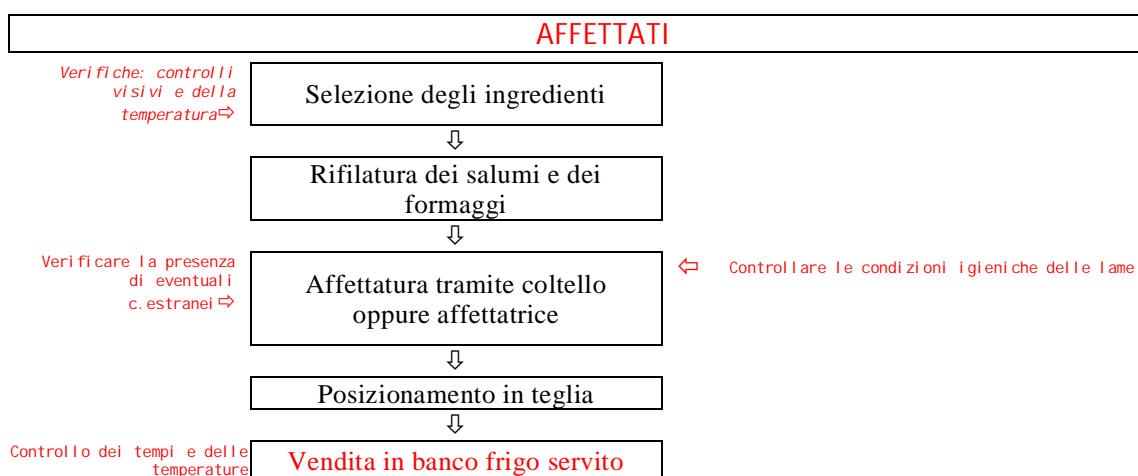 AFFETTATI
Verifiche: controlli
visivi e della
temperatura⇨
Selezione degli ingredienti
⇩
Rifilatura dei salumi e dei
formaggi
⇩
Verificare la presenza
di eventuali
c.estranei ⇨
Affettatura tramite coltello
oppure affettatrice
⇦ Controllare le condizioni igieniche delle lame
⇩
Posizionamento in teglia
⇩
Controllo dei tempi e delle
temperature
Vendita in banco frigo servito